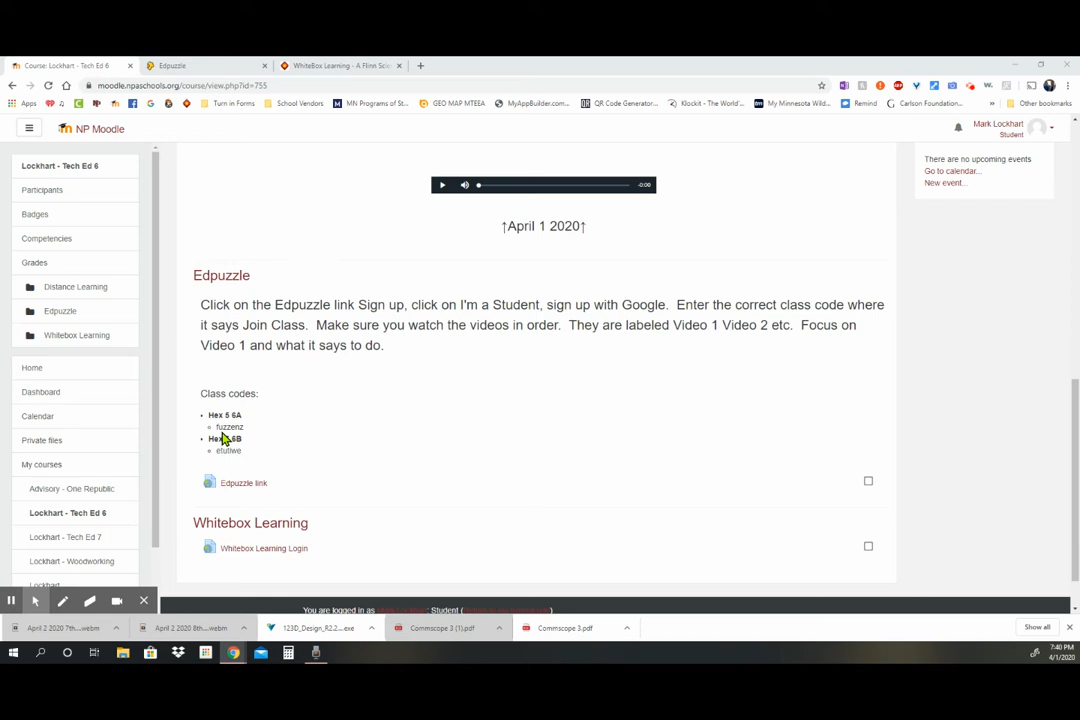 Course: Lockhart - Tech Ed 6
Edpuzzle
WhiteBox Learning - A Flinn Scie
moodle.npaschools.org/course/view.php?id=755
Apps
Turn in Forms
School Vendors
MN Programs of St...
GEO MAP MTEEA
MyAppBuilder.com...
QR Code Generator...
Klockit - The World'...
My Minnesota Wild...
Remind
Carlson Foundation...
»
Other bookmarks
NP Moodle
Mark Lockhart
Student
Lockhart - Tech Ed 6
Participants
Badges
Competencies
Grades
Distance Learning
Edpuzzle
Whitebox Learning
Home
Dashboard
Calendar
Private files
My courses
Advisory - One Republic
Lockhart - Tech Ed 6
Lockhart - Tech Ed 7
Lockhart - Woodworking
Lockhart
There are no upcoming events
Go to calendar...
New event...
-0:00
↑April 1 2020↑
Edpuzzle
Click on the Edpuzzle link Sign up, click on I'm a Student, sign up with Google. Enter the correct class code where
it says Join Class. Make sure you watch the videos in order. They are labeled Video 1 Video 2 etc. Focus on
Video 1 and what it says to do.
Class codes:
Hex 5 6A
fuzzenz
Hex 6B
etutiwe
Edpuzzle link
Whitebox Learning
Whitebox Learning Login
You are logged in as Mark Lockhart: Student
April 2 2020 7th....webm
April 2 2020 8th....webm
123D_Design_R2.2....exe
Commscope 3 (1).pdf
Commscope 3.pdf
Show all
7:40 PM
4/1/2020